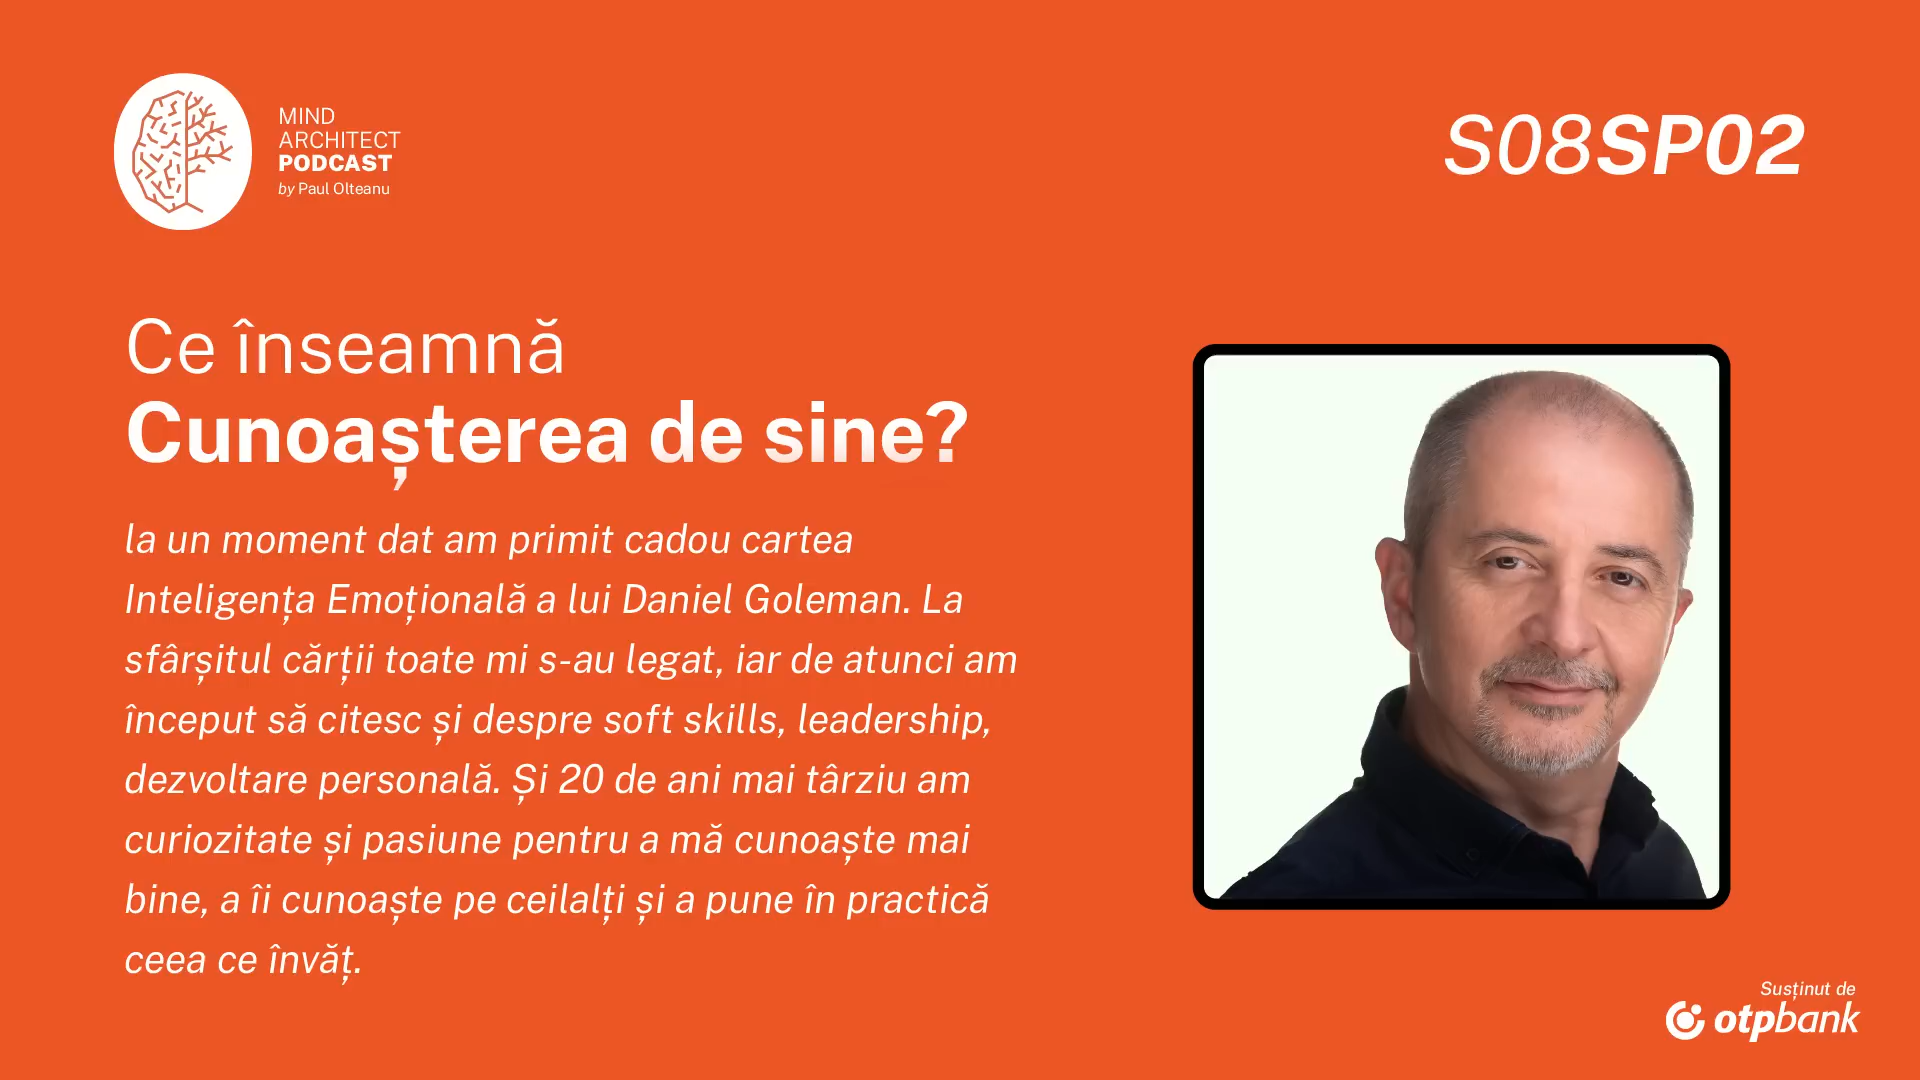 MIND
ARCHITECT
PODCAST
by Paul Olteanu
S08SP02
Ce înseamnă
Cunoașterea de sine?
la un moment dat am primit cadou cartea
Inteligența Emoțională a lui Daniel Goleman. La
sfârșitul cărții toate mi s-au legat, iar de atunci am
început să citesc și despre soft skills, leadership,
dezvoltare personală. Și 20 de ani mai târziu am
curiozitate și pasiune pentru a mă cunoaște mai
bine, a îi cunoaște pe ceilalți și a pune în practică
ceea ce învăț.
Susținut de
otpbank